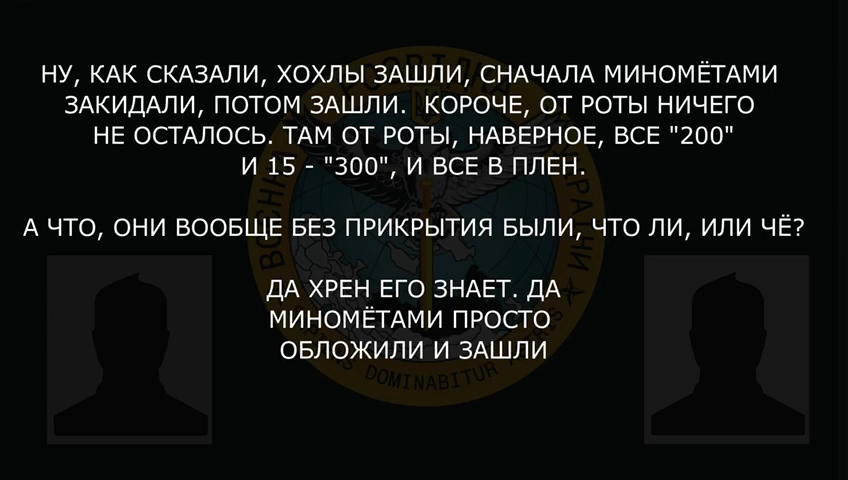 НУ, КАК СКАЗАЛИ, ХОХЛЫ ЗАШЛИ, СНАЧАЛА МИНОМЁТАМИ
ЗАКИДАЛИ, ПОТОМ ЗАШЛИ. КОРОЧЕ, ОТ РОТЫ НИЧЕГО
НЕ ОСТАЛОСЬ. ТАМ ОТ РОТЫ, НАВЕРНОЕ, ВСЕ "200"
И 15 - "300", И ВСЕ В ПЛЕН.
А ЧТО, ОНИ ВООБЩЕ БЕЗ ПРИКРЫТИЯ БЫЛИ, ЧТО ЛИ, ИЛИ ЧЁ?
ДА ХРЕН ЕГО ЗНАЕТ. ДА
МИНОМЁТАМИ ПРОСТО
ОБЛОЖИЛИ И ЗАШЛИ
DOMINABITUR